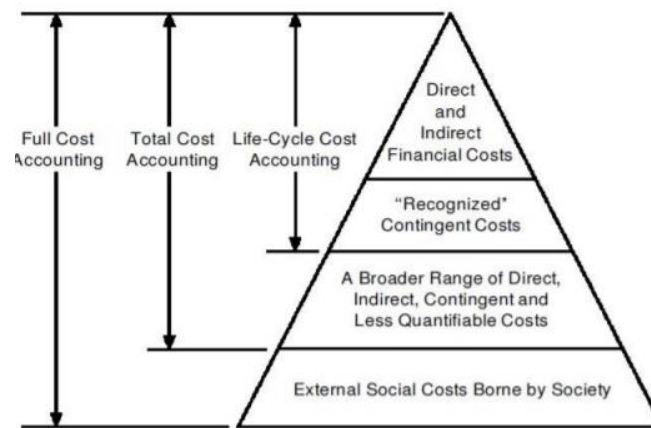 Full Cost
Accounting
Total Cost
Accounting
Life-Cycle Cost
Accounting
Direct
and
Indirect
Financial Costs
"Recognized"
Contingent Costs
A Broader Range of Direct,
Indirect, Contingent and
Less Quantifiable Costs
External Social Costs Borne by Society